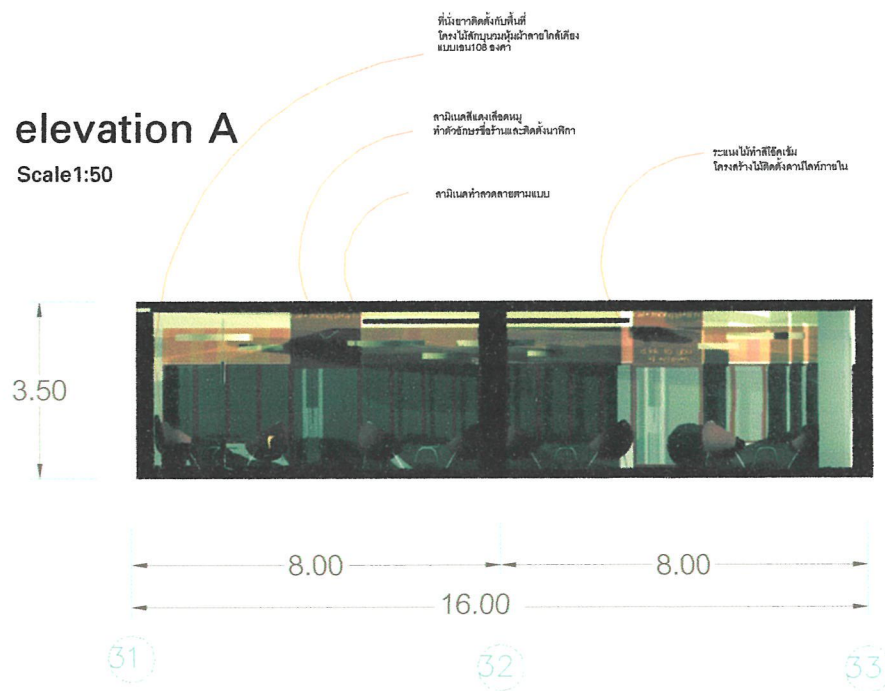 ที่นั่งยาวติดตั้งกับพื้นที่
โครงไม้สักบุนวมหุ้มผ้าลายใกล้เคียง
แบบเอน108 องศา
elevation A
Scale1:50
ลามิเนตสีแดงเลือดหมู
ทำตัวอักษรชื่อร้านและติดตั้งนาฬิกา
ระแนงไม้ทำสีโอ๊คเข้ม
โครงสร้างไม้ติดตั้งดาวน์ไลท์ภายใน
ลามิเนตทำลวดลายตามแบบ
3.50
8.00
8.00
16.00
31
32
33